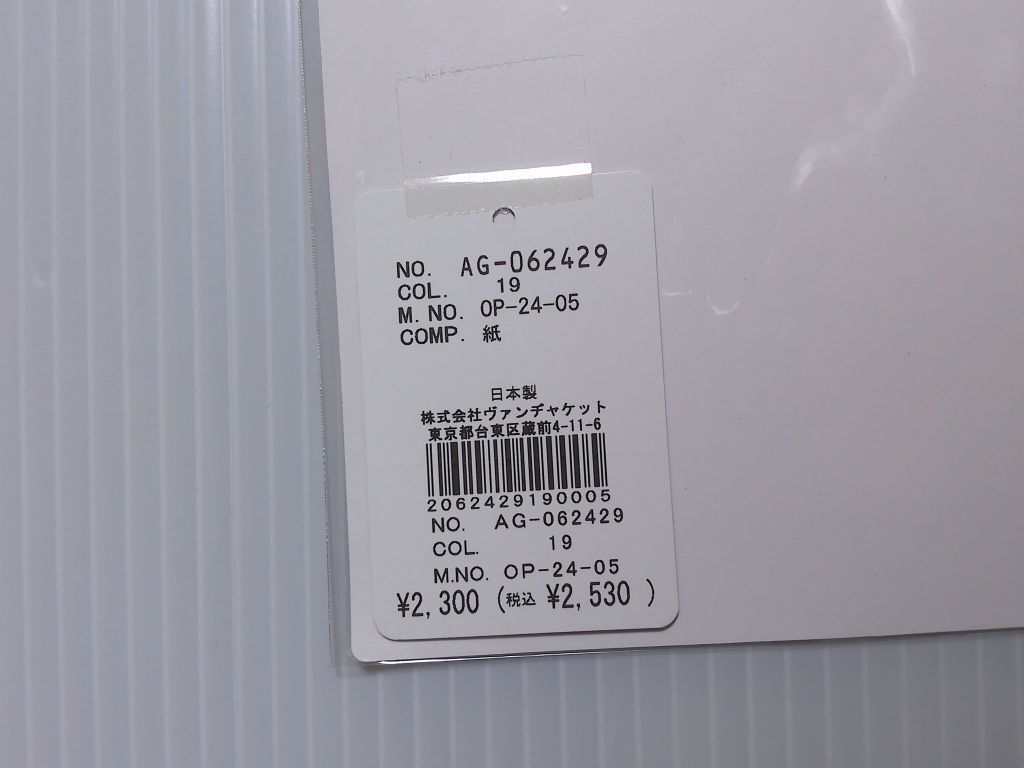 NO. AG-062429
COL. 19
M. NO. OP-24-05
COMP. 紙
日本製
株式会社ヴァンヂャケット
東京都台東区蔵前4-11-6
2062429190005
NO. AG-062429
COL. 19
M.NO. OP-24-05
¥2,300 (税込 ¥2,530 )